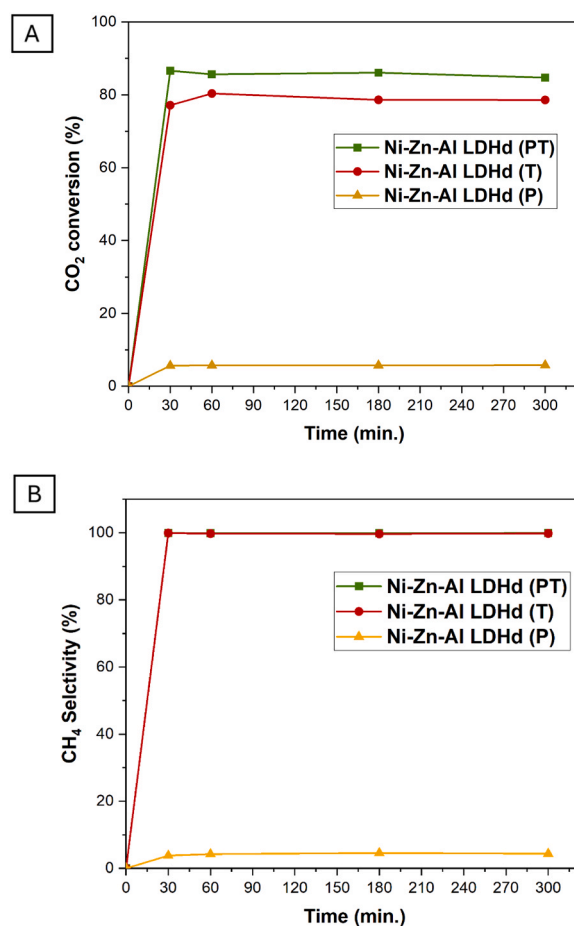 A
100
80
60
40
20
0
CO2 conversion (%)
Ni-Zn-Al LDHd (PT)
Ni-Zn-Al LDHd (T)
Ni-Zn-Al LDHd (P)
0 30 60 90 120 150 180 210 240 270 300
Time (min.)
B
100
80
60
40
20
0
CH4 Selctivity (%)
Ni-Zn-Al LDHd (PT)
Ni-Zn-Al LDHd (T)
Ni-Zn-Al LDHd (P)
0 30 60 90 120 150 180 210 240 270 300
Time (min.)